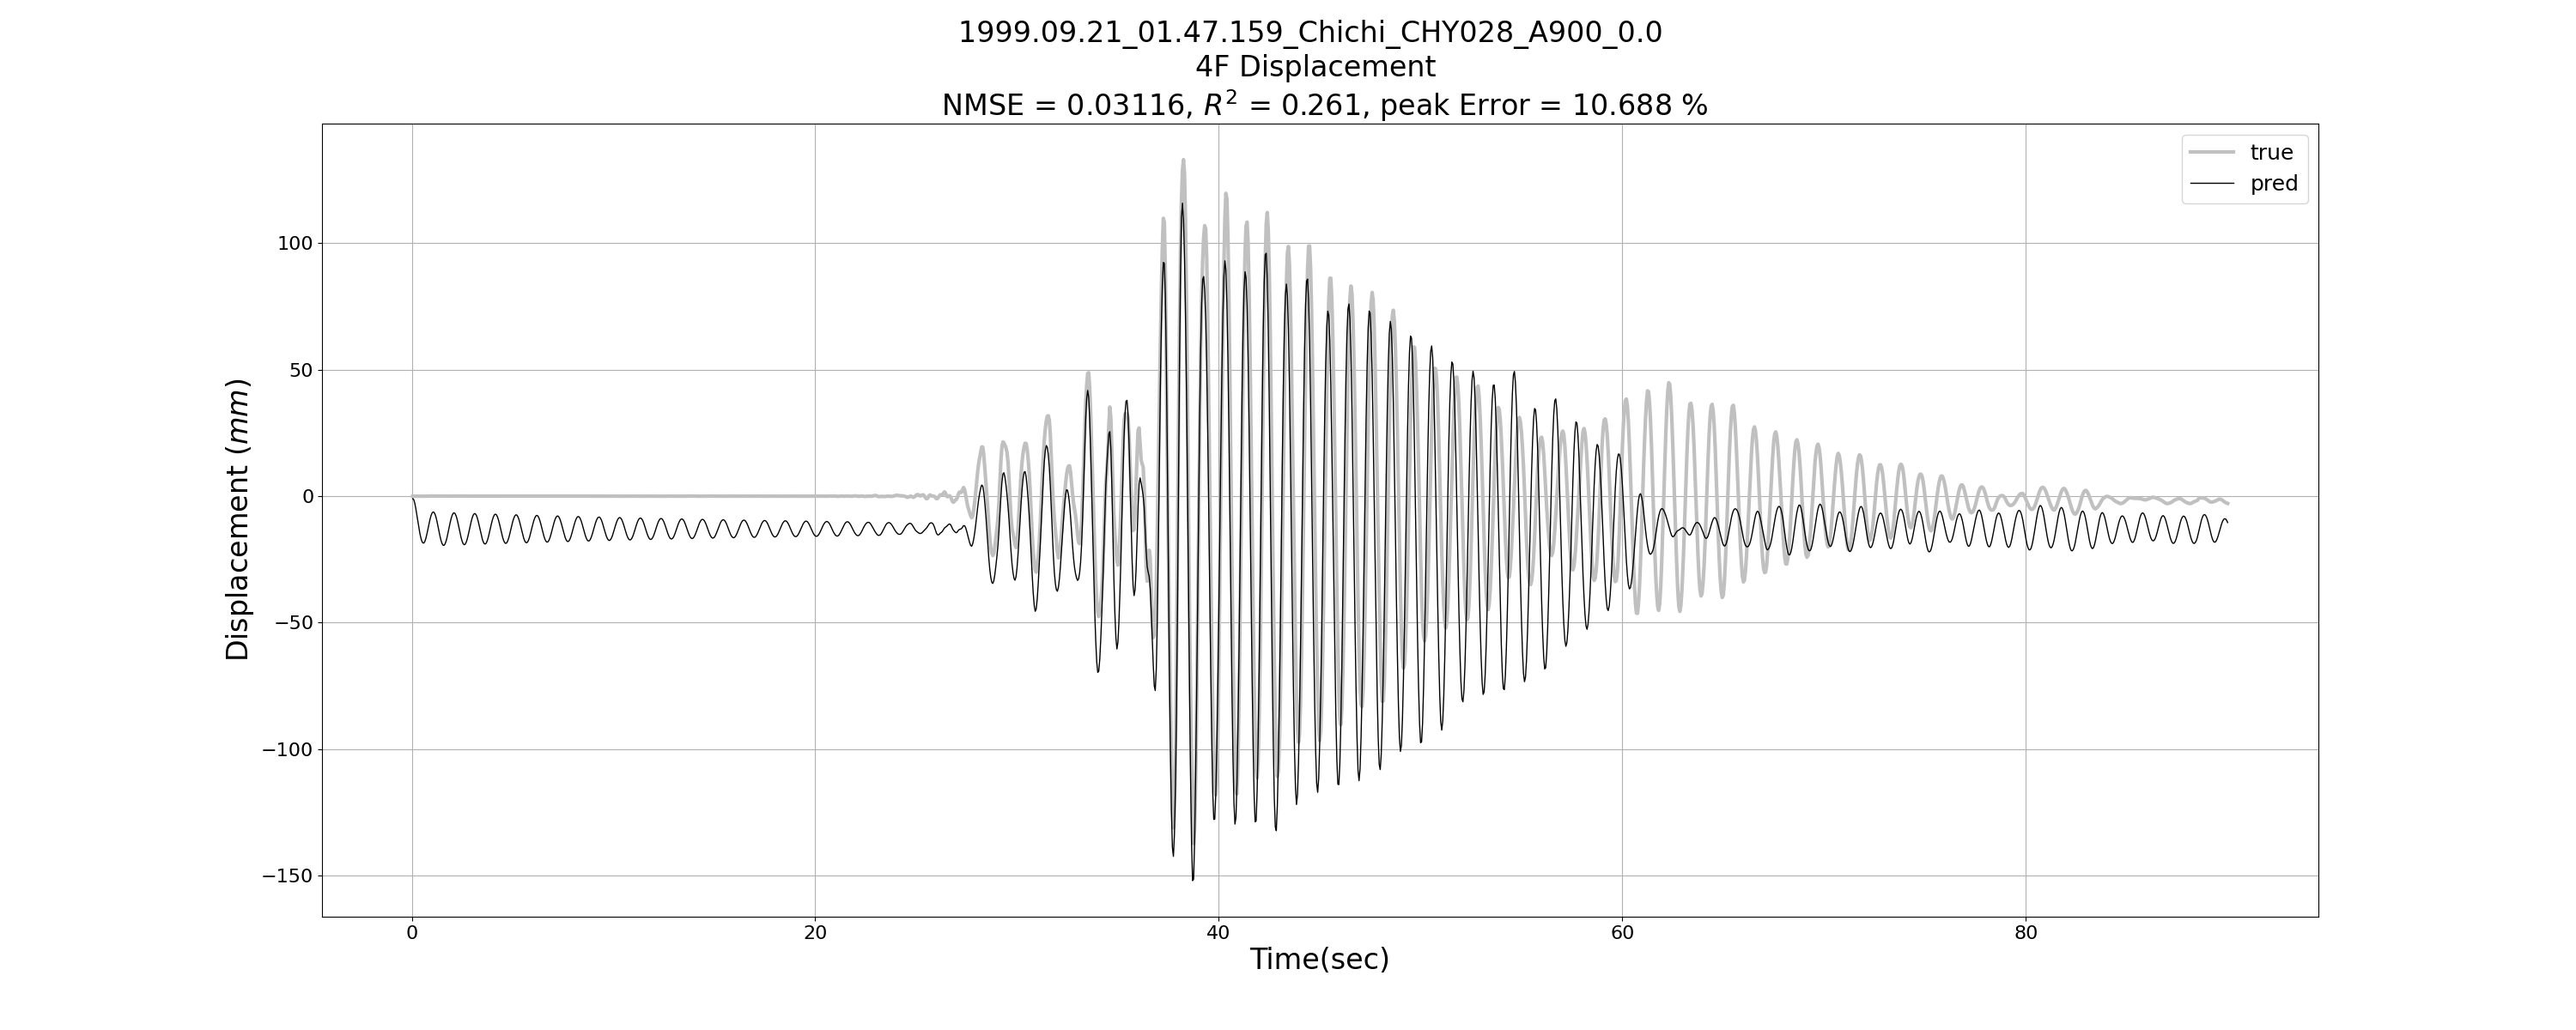 1999.09.21_01.47.159_Chichi_CHY028_A900_0.0
4F Displacement
NMSE = 0.03116, R² = 0.261, peak Error = 10.688 %
true
pred
100
50
0
−50
−100
−150
Displacement (mm)
0
20
40
60
80
Time(sec)